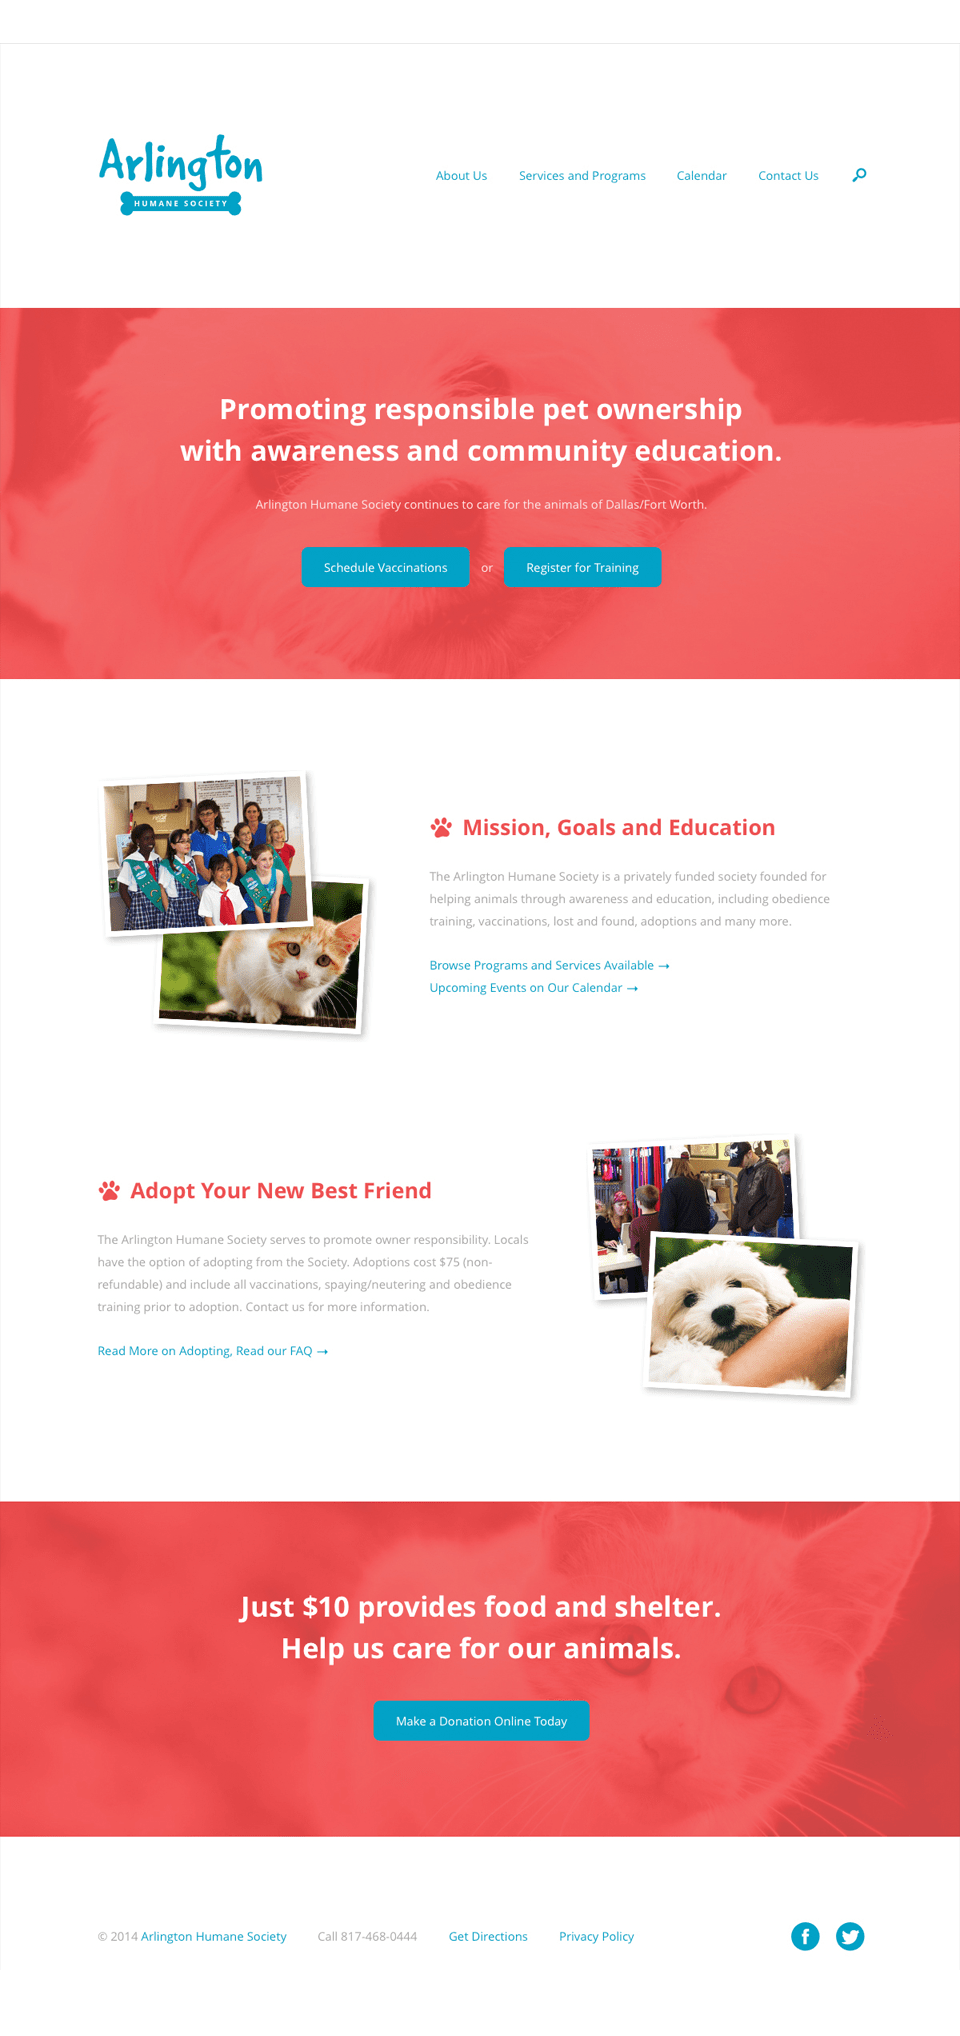 Arlington
HUMANE SOCIETY
About Us
Services and Programs
Calendar
Contact Us
Promoting responsible pet ownership
with awareness and community education.
Arlington Humane Society continues to care for the animals of Dallas/Fort Worth.
Schedule Vaccinations
or
Register for Training
Mission, Goals and Education
The Arlington Humane Society is a privately funded society founded for
helping animals through awareness and education, including obedience
training, vaccinations, lost and found, adoptions and many more.
Browse Programs and Services Available →
Upcoming Events on Our Calendar →
Adopt Your New Best Friend
The Arlington Humane Society serves to promote owner responsibility. Locals
have the option of adopting from the Society. Adoptions cost $75 (non-
refundable) and include all vaccinations, spaying/neutering and obedience
training prior to adoption. Contact us for more information.
Read More on Adopting, Read our FAQ →
Just $10 provides food and shelter.
Help us care for our animals.
Make a Donation Online Today
© 2014 Arlington Humane Society
Call 817-468-0444
Get Directions
Privacy Policy